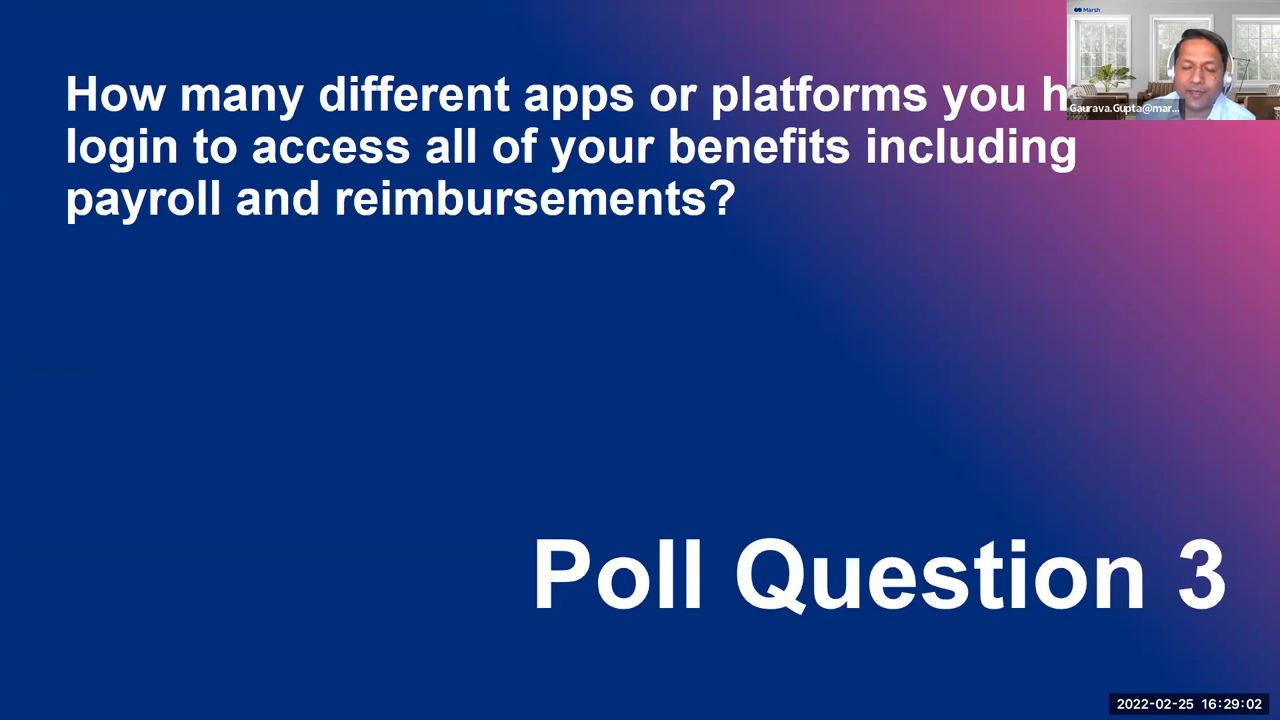 Marsh
How many different apps or platforms you
login to access all of your benefits including
payroll and reimbursements?
Gaurava.Gupta@mar...
Poll Question 3
2022-02-25 16:29:02